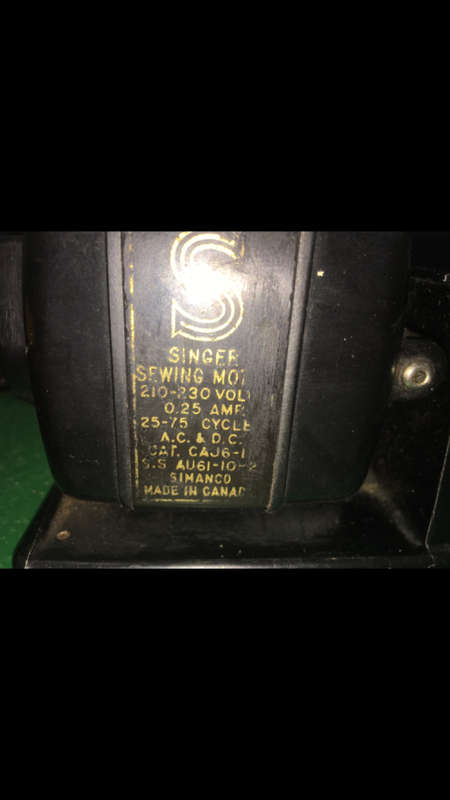 S
SINGER
SEWING MOT
210-230 VOL
0.25 AMP.
25-75 CYCLE
A.C. & D.C.
CAT. CAJ6-1
S.S AU61-10-2
SIMANCO
MADE IN CANAD